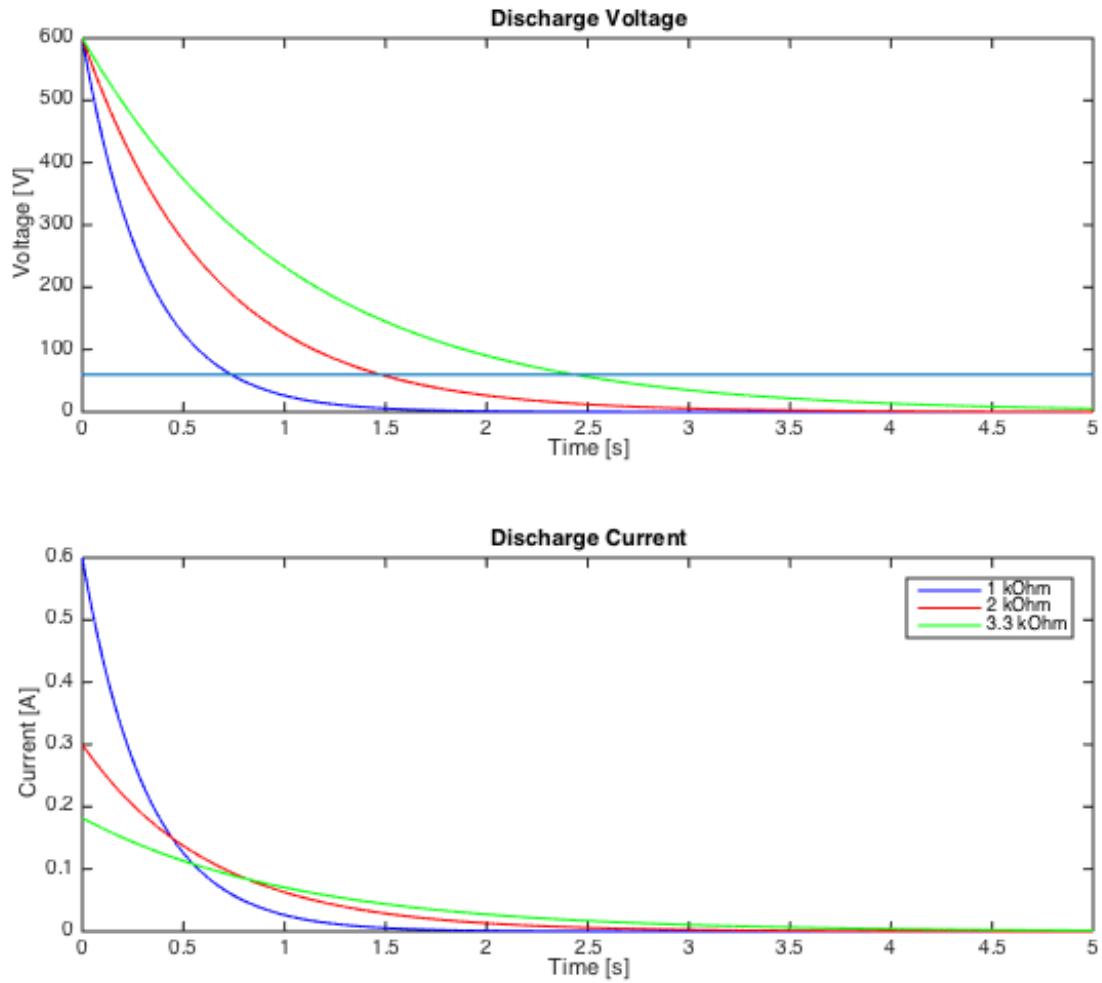 Discharge Voltage
600
500
400
300
200
100
0
Voltage [V]
0 0.5 1 1.5 2 2.5 3 3.5 4 4.5 5
Time [s]
Discharge Current
0.6
0.5
0.4
0.3
0.2
0.1
0
Current [A]
1 kOhm
2 kOhm
3.3 kOhm
0 0.5 1 1.5 2 2.5 3 3.5 4 4.5 5
Time [s]